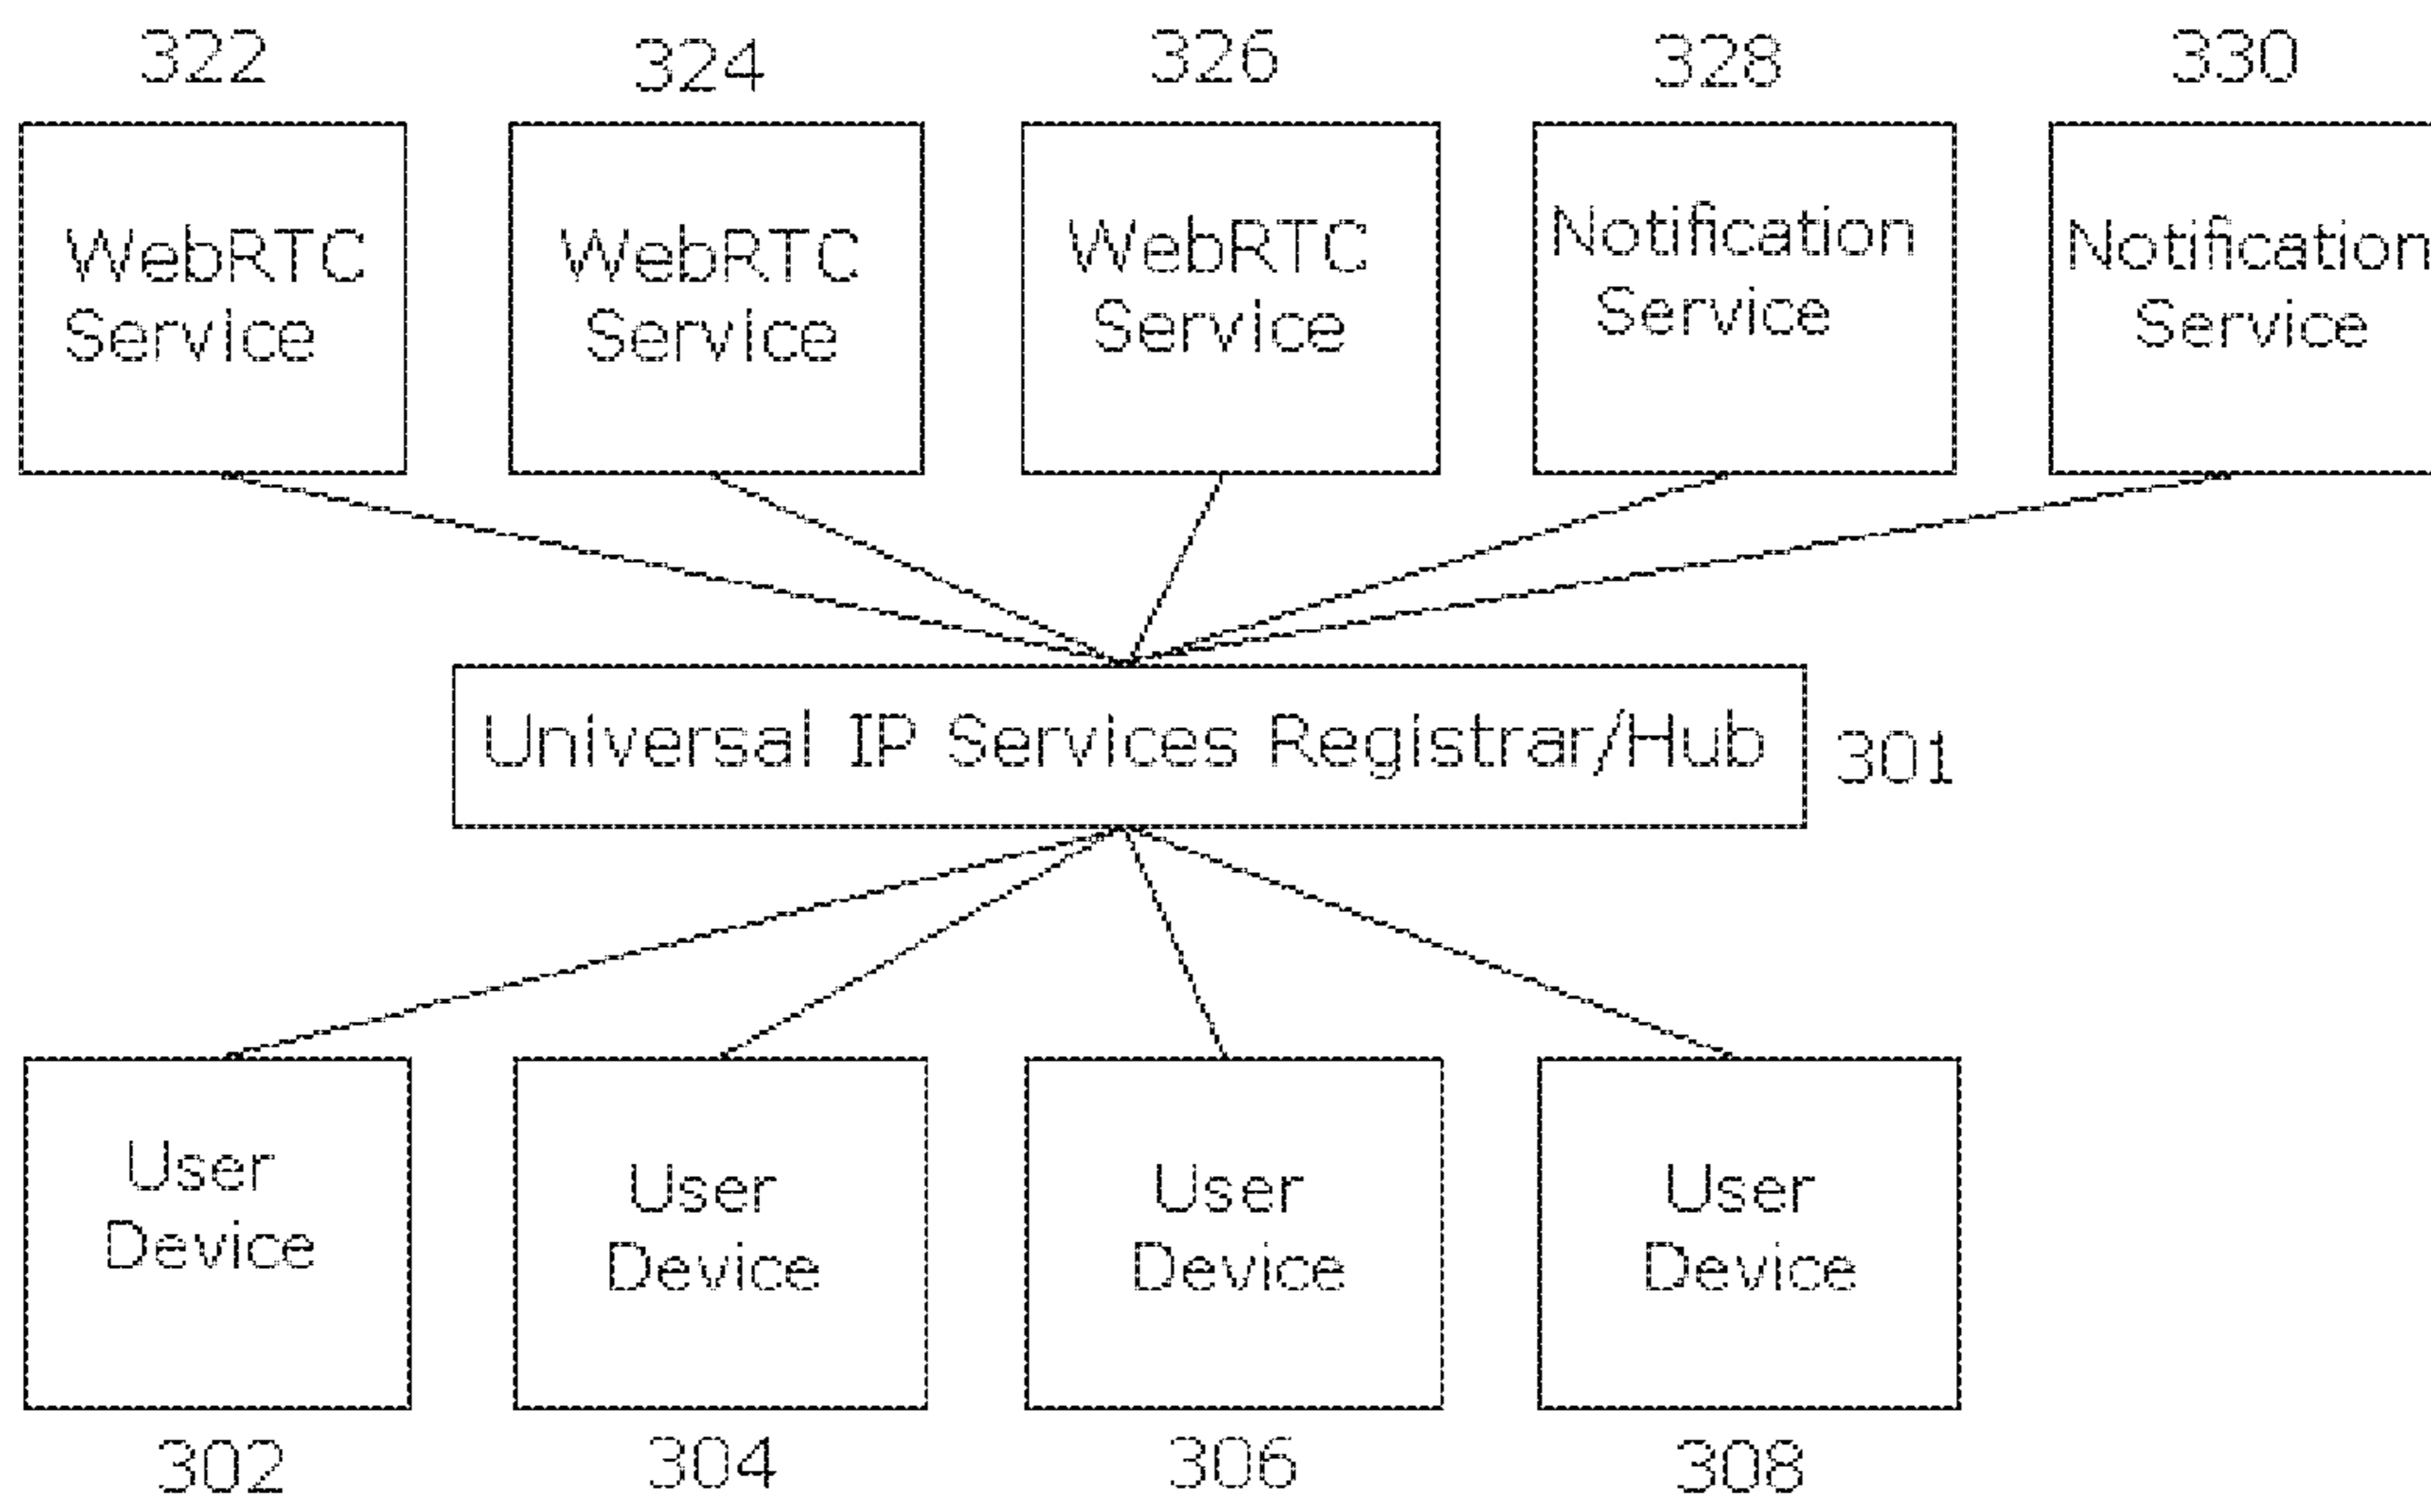 322
324
326
328
330
WebRTC
Service
WebRTC
Service
WebRTC
Service
Notification
Service
Notification
Service
Universal IP Services Registrar/Hub
301
User
Device
User
Device
User
Device
User
Device
302
304
306
308